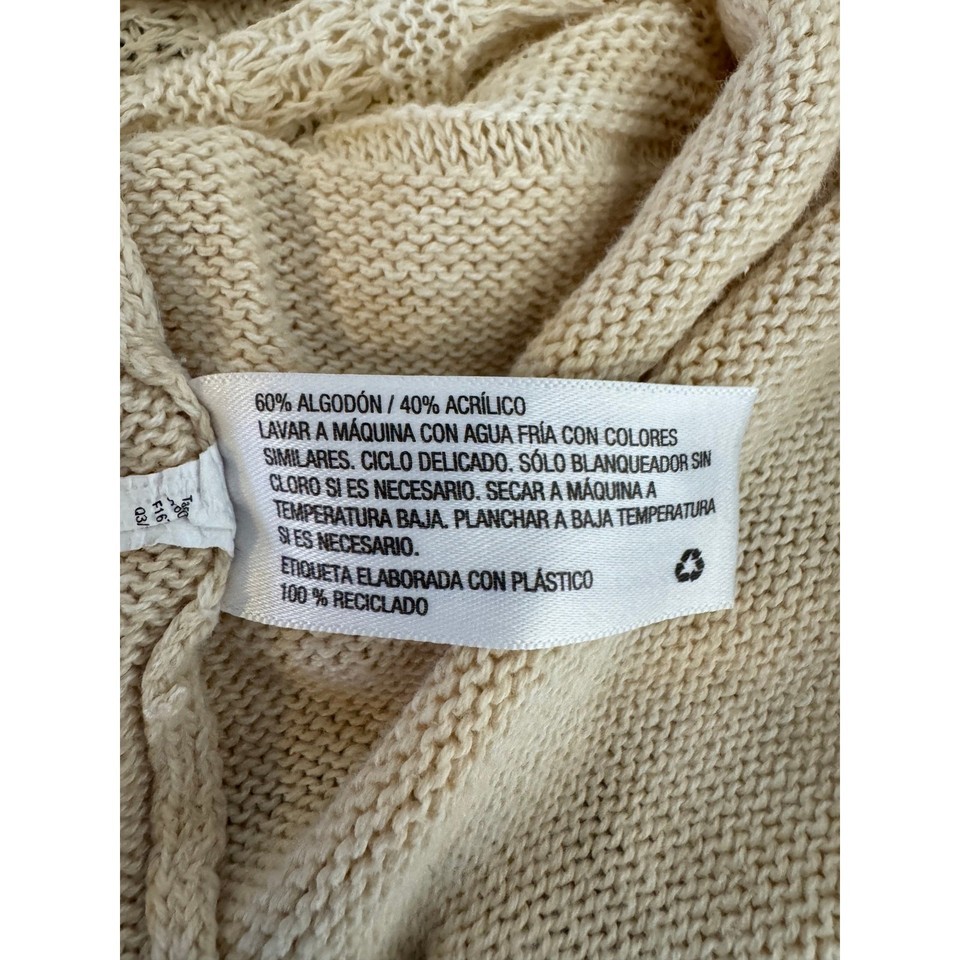 60% ALGODÓN / 40% ACRÍLICO
LAVAR A MÁQUINA CON AGUA FRÍA CON COLORES
SIMILARES. CICLO DELICADO. SÓLO BLANQUEADOR SIN
CLORO SI ES NECESARIO. SECAR A MÁQUINA A
TEMPERATURA BAJA. PLANCHAR A BAJA TEMPERATURA
SI ES NECESARIO.
ETIQUETA ELABORADA CON PLÁSTICO
100 % RECICLADO